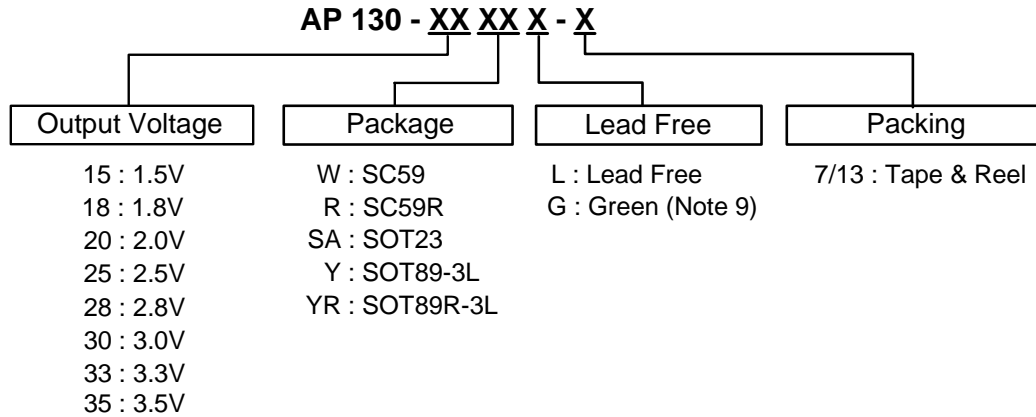 AP 130 - XX XX X - X
Output Voltage
15 : 1.5V
18 : 1.8V
20 : 2.0V
25 : 2.5V
28 : 2.8V
30 : 3.0V
33 : 3.3V
35 : 3.5V
Package
W : SC59
R : SC59R
SA : SOT23
Y : SOT89-3L
YR : SOT89R-3L
Lead Free
L : Lead Free
G : Green (Note 9)
Packing
7/13 : Tape & Reel